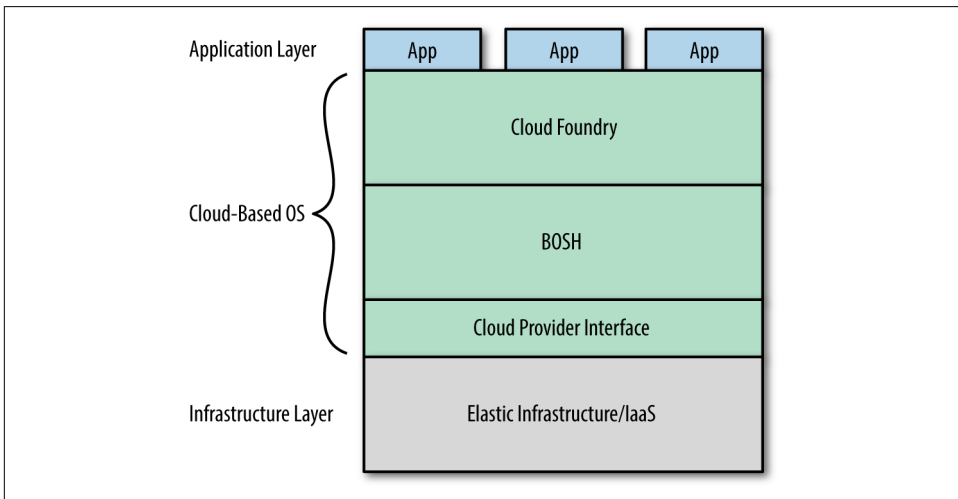 Application Layer
App
App
App
Cloud Foundry
Cloud-Based OS
BOSH
Cloud Provider Interface
Infrastructure Layer
Elastic Infrastructure/IaaS